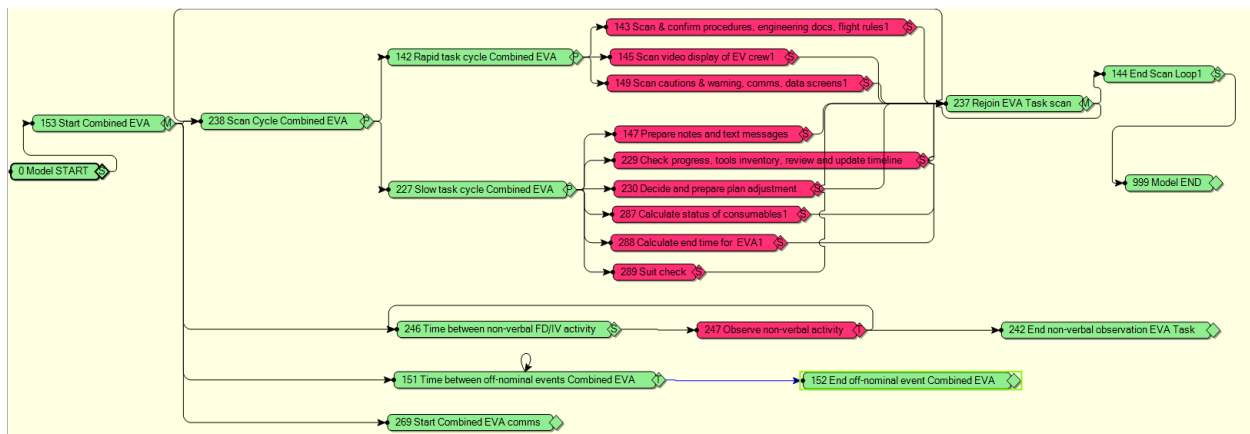 143 Scan & confirm procedures, engineering docs, flight rules1 S
142 Rapid task cycle Combined EVA P
145 Scan video display of EV crew1 S
144 End Scan Loop1 S
149 Scan cautions & warning, comms, data screens1 S
237 Rejoin EVA Task scan M
153 Start Combined EVA M
238 Scan Cycle Combined EVA P
147 Prepare notes and text messages S
229 Check progress, tools inventory, review and update timeline S
0 Model START S
999 Model END
227 Slow task cycle Combined EVA P
230 Decide and prepare plan adjustment S
287 Calculate status of consumables1 S
288 Calculate end time for EVA1 S
289 Suit check S
246 Time between non-verbal FD/IV activity S
247 Observe non-verbal activity T
242 End non-verbal observation EVA Task
151 Time between off-nominal events Combined EVA T
152 End off-nominal event Combined EVA
269 Start Combined EVA comms